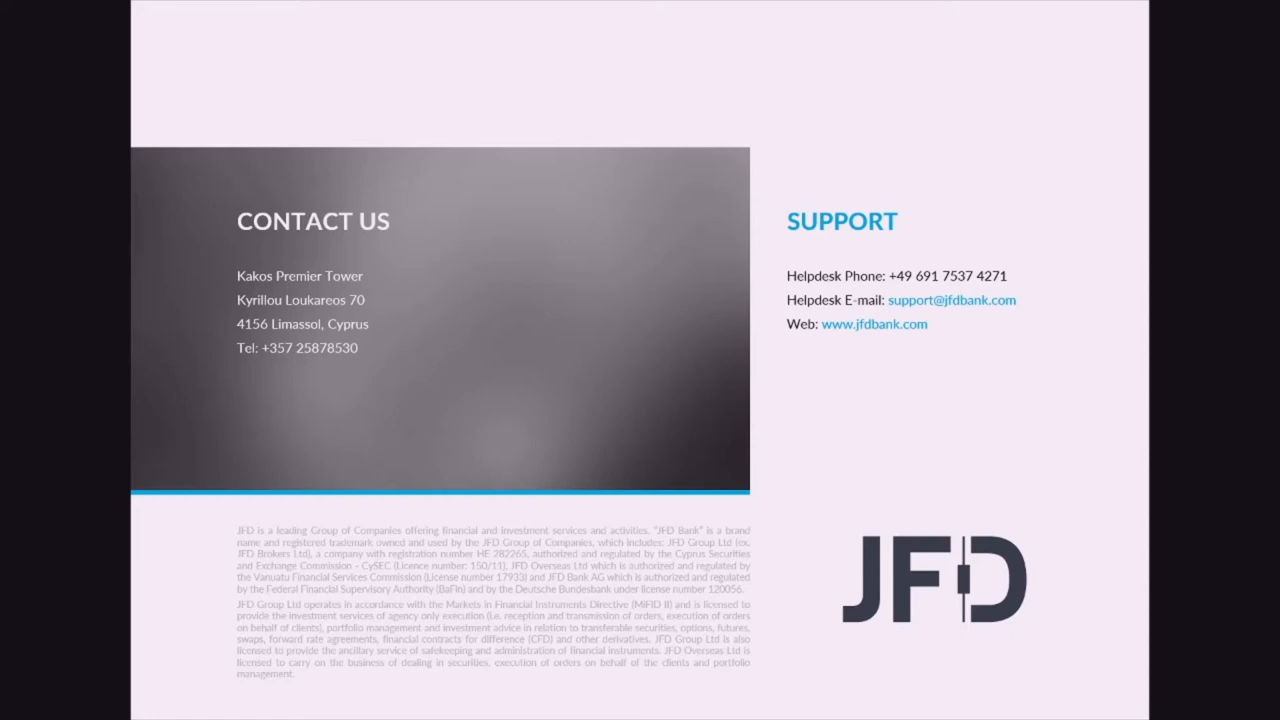 CONTACT US
Kakos Premier Tower
Kyrillou Loukareos 70
4156 Limassol, Cyprus
Tel: +357 25878530
SUPPORT
Helpdesk Phone: +49 691 7537 4271
Helpdesk E-mail: support@jfdbank.com
Web: www.jfdbank.com
JFD is a leading Group of Companies offering financial and investment services and activities. "JFD Bank" is a brand
name and registered trademark owned and used by the JFD Group of Companies, which includes: JFD Group Ltd (ex.
JFD Brokers Ltd), a company with registration number HE 282265, authorized and regulated by the Cyprus Securities
and Exchange Commission - CySEC (Licence number: 150/11), JFD Overseas Ltd which is authorized and regulated by
the Vanuatu Financial Services Commission (License number 17933) and JFD Bank AG which is authorized and regulated
by the Federal Financial Supervisory Authority (BaFin) and by the Deutsche Bundesbank under license number 120056.
JFD Group Ltd operates in accordance with the Markets in Financial Instruments Directive (MiFID II) and is licensed to
provide the investment services of agency only execution (i.e. reception and transmission of orders, execution of orders
on behalf of clients), portfolio management and investment advice in relation to transferable securities, options, futures,
swaps, forward rate agreements, financial contracts for difference (CFD) and other derivatives. JFD Group Ltd is also
licensed to provide the ancillary service of safekeeping and administration of financial instruments. JFD Overseas Ltd is
licensed to carry on the business of dealing in securities, execution of orders on behalf of the clients and portfolio
management.
JFD